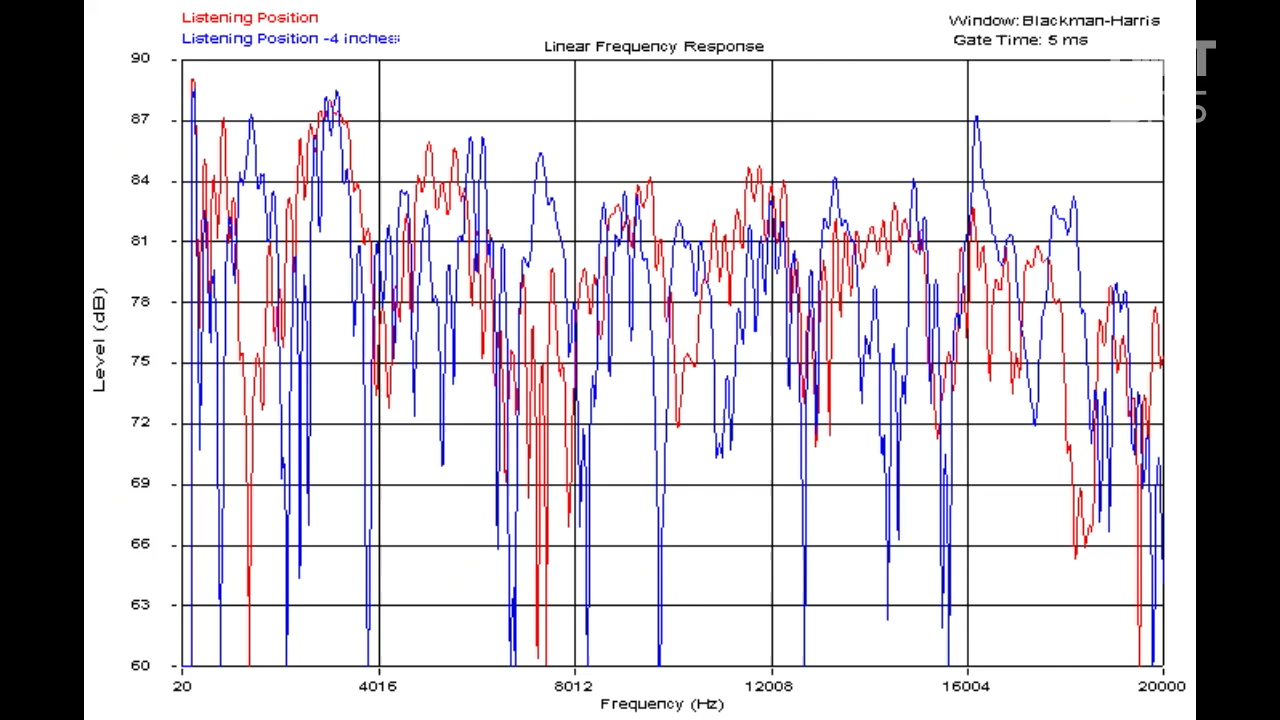 Listening Position
Listening Position -4 inches
Linear Frequency Response
Window: Blackman-Harris
Gate Time: 5 ms
90
87
84
81
78
75
72
69
66
63
60
Level (dB)
20
4016
8012
12008
16004
20000
Frequency (Hz)